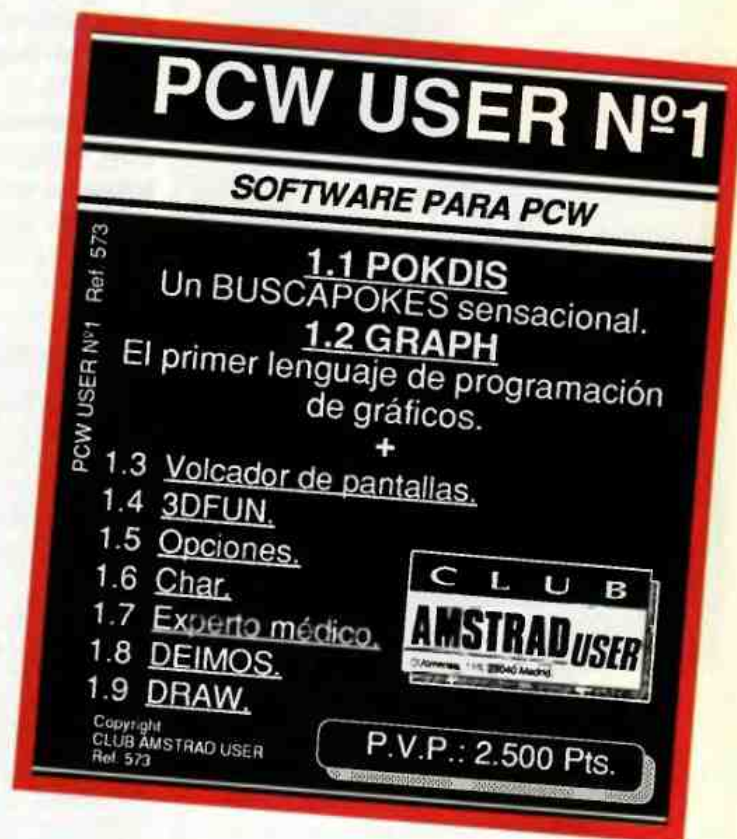 PCW USER Nº1
SOFTWARE PARA PCW
PCW USER Nº1 Ref. 573
1.1 POKDIS
Un BUSCAPOKES sensacional.
1.2 GRAPH
El primer lenguaje de programación
de gráficos.
+
1.3 Volcador de pantallas.
1.4 3DFUN.
1.5 Opciones.
1.6 Char.
1.7 Experto médico.
1.8 DEIMOS.
1.9 DRAW.
CLUB
AMSTRAD USER
28040 Madrid
Copyright
CLUB AMSTRAD USER
Ref. 573
P.V.P.: 2.500 Pts.